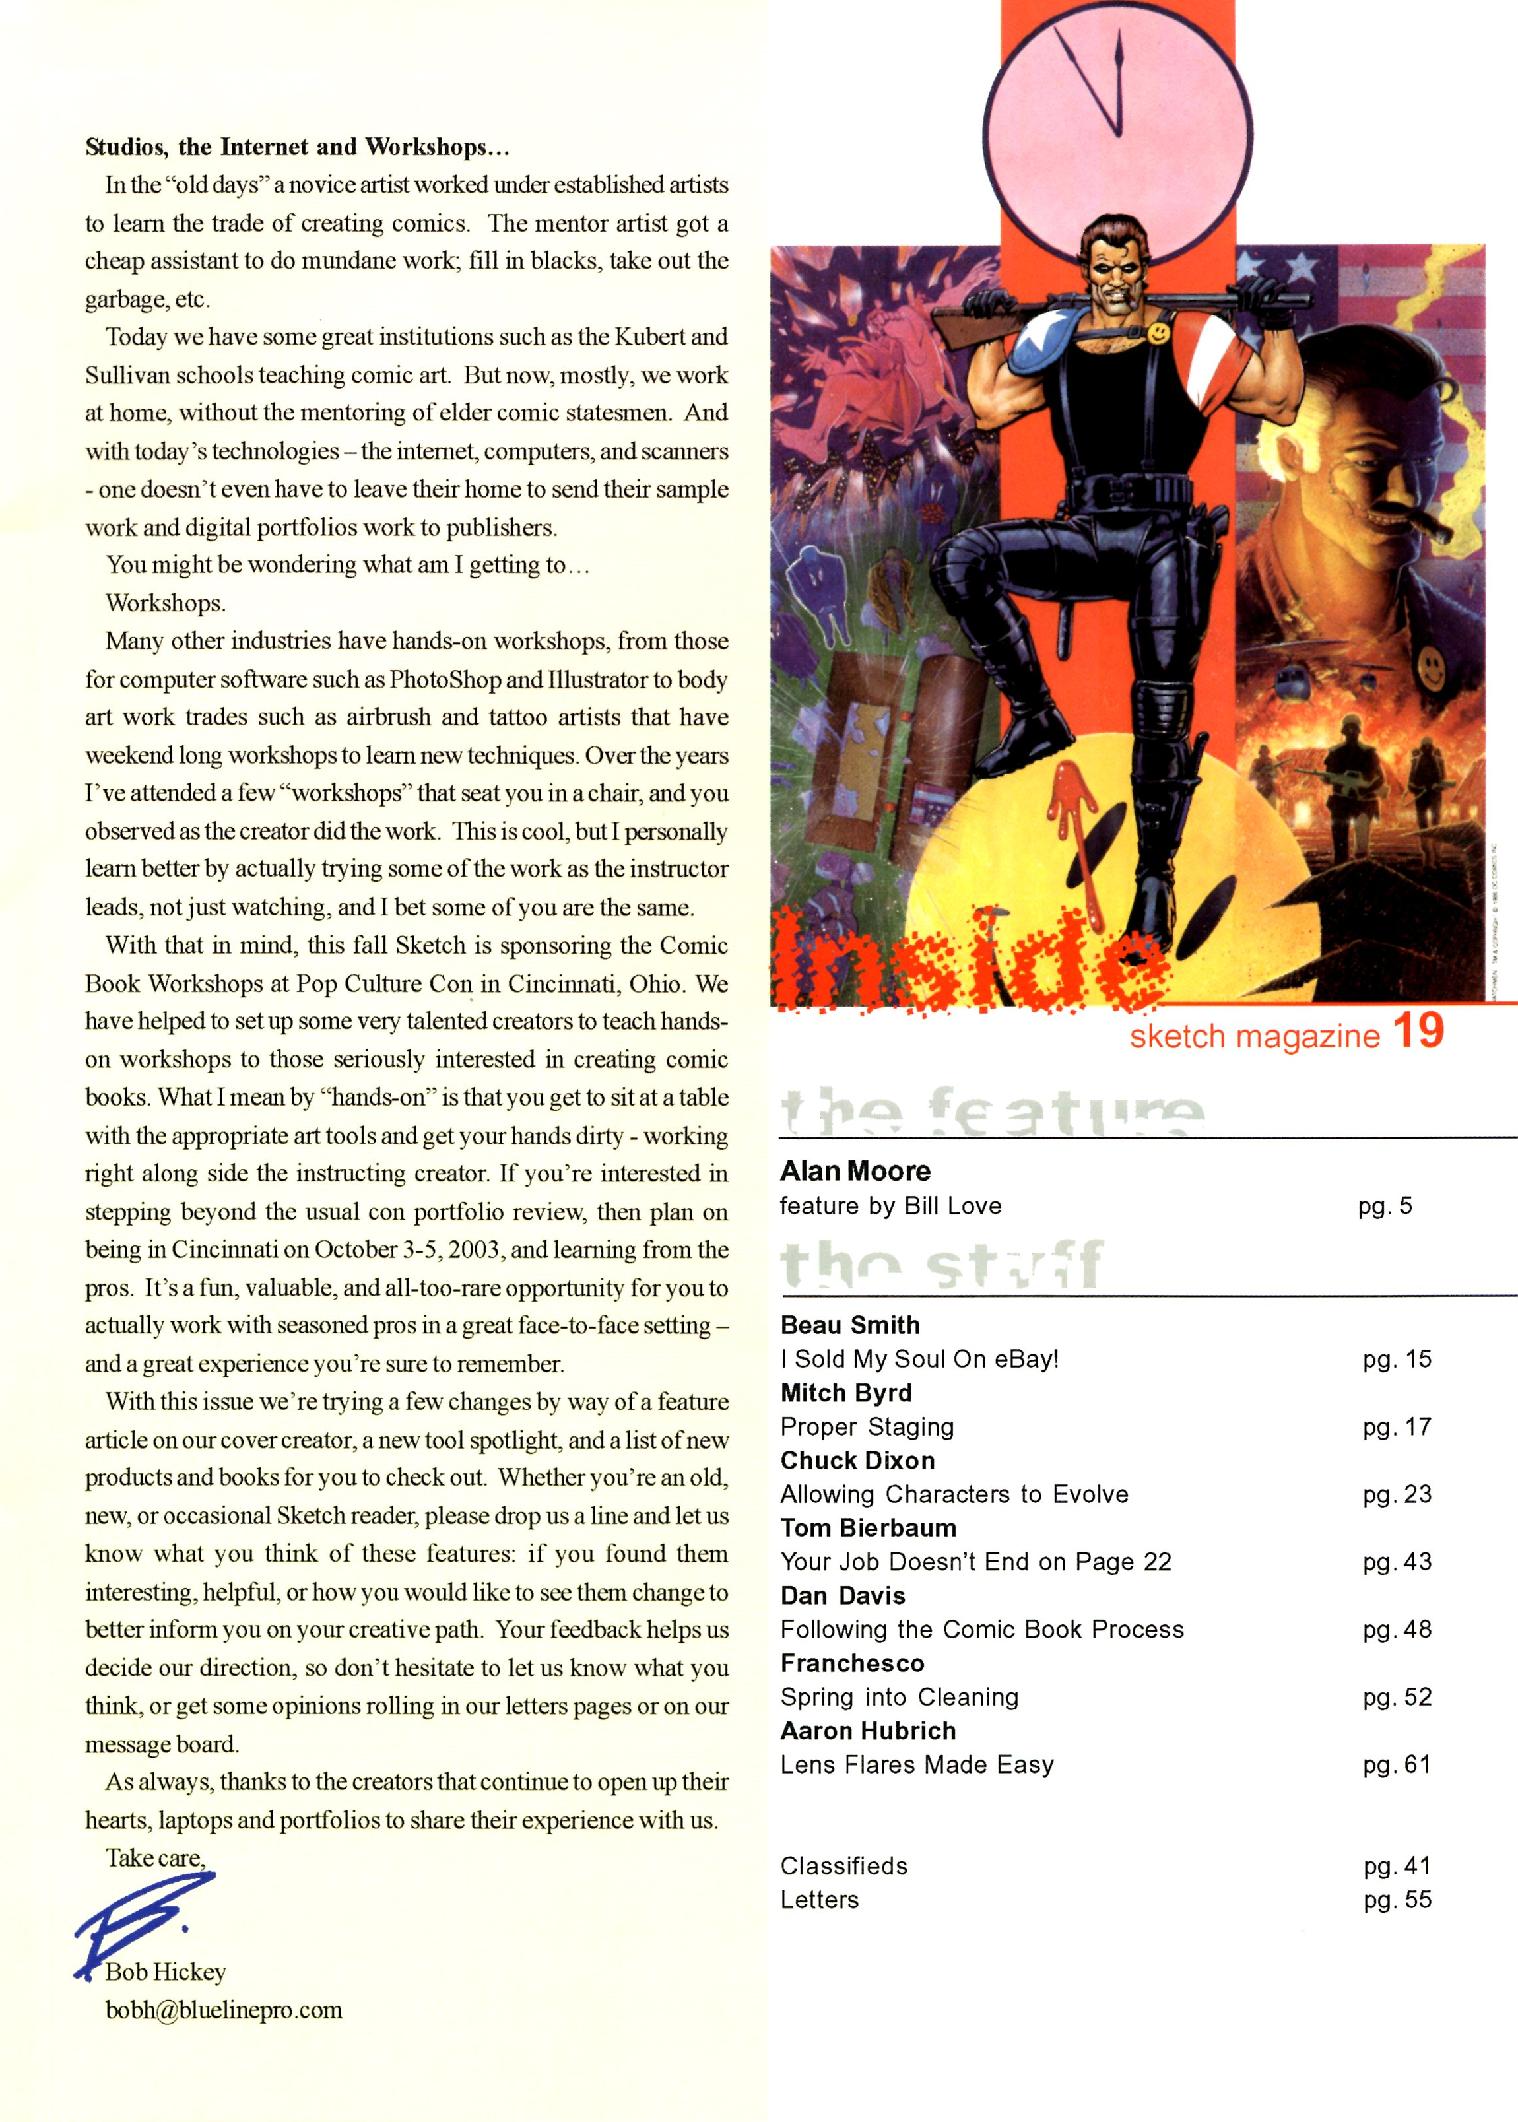 Studios, the Internet and Workshops…
In the “old days” a novice artist worked under established artists
to learn the trade of creating comics. The mentor artist got a
cheap assistant to do mundane work; fill in blacks, take out the
garbage, etc.
Today we have some great institutions such as the Kubert and
Sullivan schools teaching comic art. But now, mostly, we work
at home, without the mentoring of elder comic statesmen. And
with today’s technologies – the internet, computers, and scanners
- one doesn’t even have to leave their home to send their sample
work and digital portfolios work to publishers.
You might be wondering what am I getting to…
Workshops.
Many other industries have hands-on workshops, from those
for computer software such as PhotoShop and Illustrator to body
art work trades such as airbrush and tattoo artists that have
weekend long workshops to learn new techniques. Over the years
I’ve attended a few “workshops” that seat you in a chair, and you
observed as the creator did the work. This is cool, but I personally
learn better by actually trying some of the work as the instructor
leads, not just watching, and I bet some of you are the same.
With that in mind, this fall Sketch is sponsoring the Comic
Book Workshops at Pop Culture Con in Cincinnati, Ohio. We
have helped to set up some very talented creators to teach hands-
on workshops to those seriously interested in creating comic
books. What I mean by “hands-on” is that you get to sit at a table
with the appropriate art tools and get your hands dirty - working
right along side the instructing creator. If you’re interested in
stepping beyond the usual con portfolio review, then plan on
being in Cincinnati on October 3-5, 2003, and learning from the
pros. It’s a fun, valuable, and all-too-rare opportunity for you to
actually work with seasoned pros in a great face-to-face setting –
and a great experience you’re sure to remember.
With this issue we’re trying a few changes by way of a feature
article on our cover creator, a new tool spotlight, and a list of new
products and books for you to check out. Whether you’re an old,
new, or occasional Sketch reader, please drop us a line and let us
know what you think of these features: if you found them
interesting, helpful, or how you would like to see them change to
better inform you on your creative path. Your feedback helps us
decide our direction, so don’t hesitate to let us know what you
think, or get some opinions rolling in our letters pages or on our
message board.
As always, thanks to the creators that continue to open up their
hearts, laptops and portfolios to share their experience with us.
Take care,
B.
Bob Hickey
bobh@bluelinepro.com
Inside
sketch magazine 19
the feature
Alan Moore
feature by Bill Love pg. 5
the stuff
Beau Smith
I Sold My Soul On eBay! pg. 15
Mitch Byrd
Proper Staging pg. 17
Chuck Dixon
Allowing Characters to Evolve pg. 23
Tom Bierbaum
Your Job Doesn’t End on Page 22 pg. 43
Dan Davis
Following the Comic Book Process pg. 48
Franchesco
Spring into Cleaning pg. 52
Aaron Hubrich
Lens Flares Made Easy pg. 61
Classifieds pg. 41
Letters pg. 55